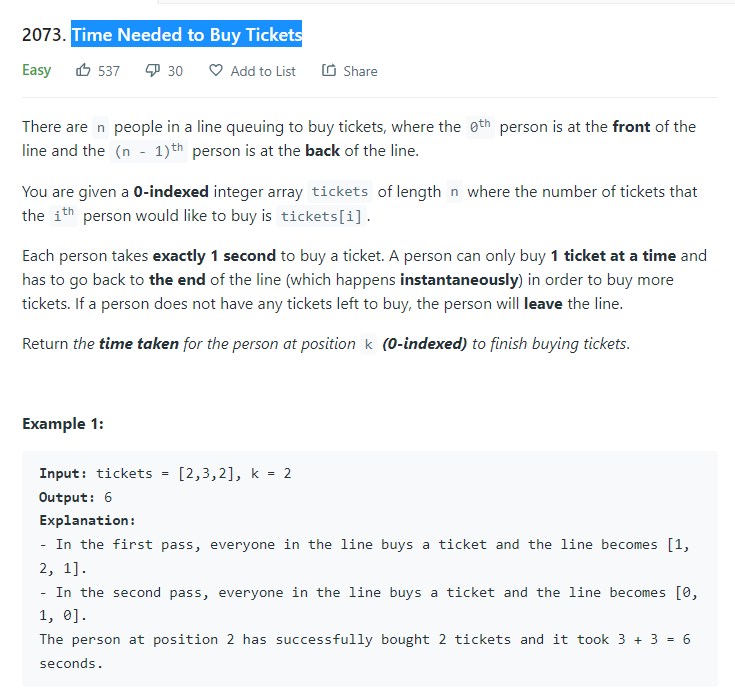 2073. Time Needed to Buy Tickets
Easy 537 30 Add to List Share
There are n people in a line queuing to buy tickets, where the 0th person is at the front of the
line and the (n - 1)th person is at the back of the line.
You are given a 0-indexed integer array tickets of length n where the number of tickets that
the ith person would like to buy is tickets[i].
Each person takes exactly 1 second to buy a ticket. A person can only buy 1 ticket at a time and
has to go back to the end of the line (which happens instantaneously) in order to buy more
tickets. If a person does not have any tickets left to buy, the person will leave the line.
Return the time taken for the person at position k (0-indexed) to finish buying tickets.
Example 1:
Input: tickets = [2,3,2], k = 2
Output: 6
Explanation:
- In the first pass, everyone in the line buys a ticket and the line becomes [1,
2, 1].
- In the second pass, everyone in the line buys a ticket and the line becomes [0,
1, 0].
The person at position 2 has successfully bought 2 tickets and it took 3 + 3 = 6
seconds.